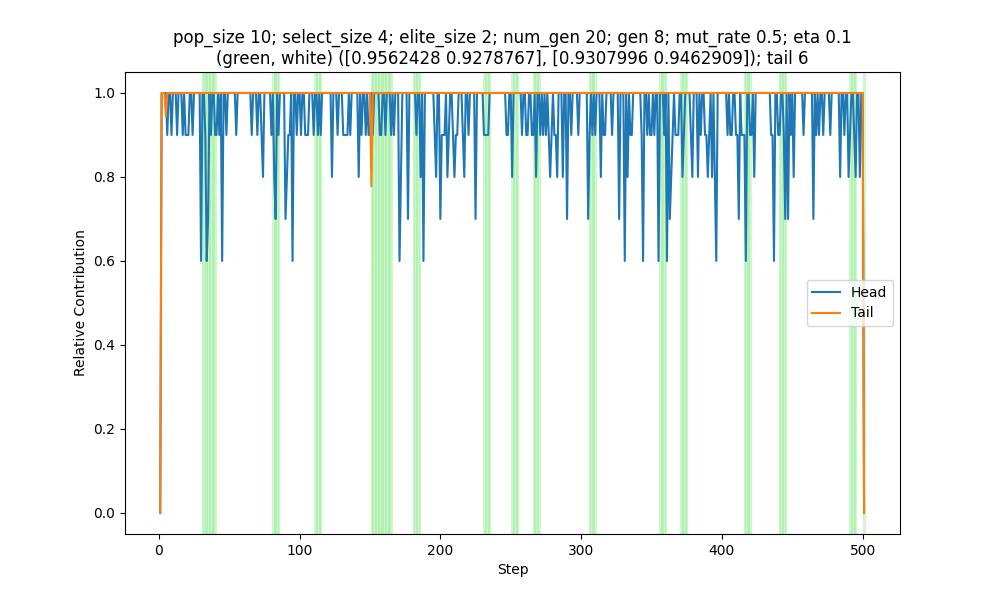 pop_size 10; select_size 4; elite_size 2; num_gen 20; gen 8; mut_rate 0.5; eta 0.1
(green, white) ([0.9562428 0.9278767], [0.9307996 0.9462909]); tail 6
1.0
0.8
0.6
0.4
0.2
0.0
Relative Contribution
Head
Tail
0
100
200
300
400
500
Step